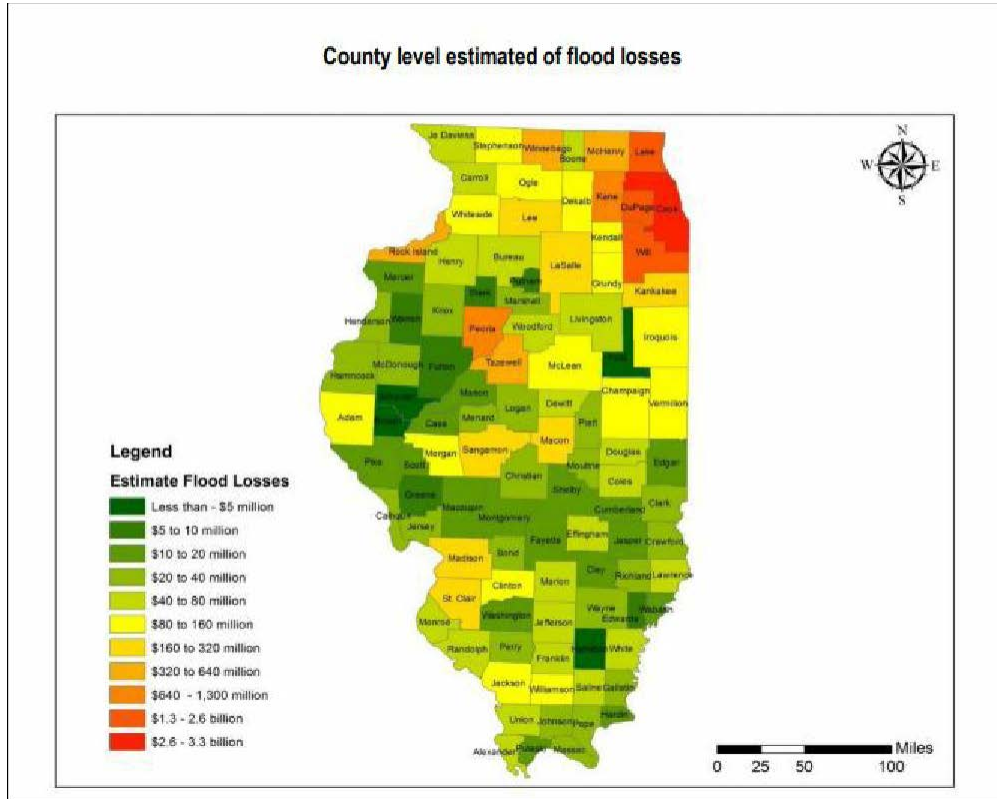 County level estimated of flood losses
N
W E
S
Jo Daviess
Stephenson
Winnebago
Boone
McHenry
Lake
Carroll
Ogle
Dekalb
Kane
DuPage
Cook
Whiteside
Lee
Kendall
Will
Rock Island
Henry
Bureau
LaSalle
Grundy
Kankakee
Mercer
Stark
Putnam
Marshall
Henderson
Warren
Knox
Peoria
Woodford
Livingston
Iroquois
Hamncock
McDonough
Fulton
Tazewell
McLean
Ford
Champaign
Vermilion
Adam
Schuyler
Brown
Mason
Cass
Menard
Logan
Dewitt
Piatt
Macon
Pike
Scott
Morgan
Sangamon
Christian
Moultrie
Douglas
Coles
Edgar
Greene
Macoupin
Montgomery
Shelby
Cumberland
Clark
Jersey
Madison
Bond
Fayette
Effingham
Jasper
Crawford
St. Clair
Clinton
Marion
Clay
Richland
Lawrence
Monroe
Washington
Jefferson
Wayne
Edwards
Wabash
Randolph
Perry
Franklin
Hamilton
White
Jackson
Williamson
Saline
Gallatin
Union
Johnson
Pope
Hardin
Alexander
Pulaski
Massac
Legend
Estimate Flood Losses
Less than - $5 million
$5 to 10 million
$10 to 20 million
$20 to 40 million
$40 to 80 million
$80 to 160 million
$160 to 320 million
$320 to 640 million
$640 - 1,300 million
$1.3 - 2.6 billion
$2.6 - 3.3 billion
Miles
0 25 50 100